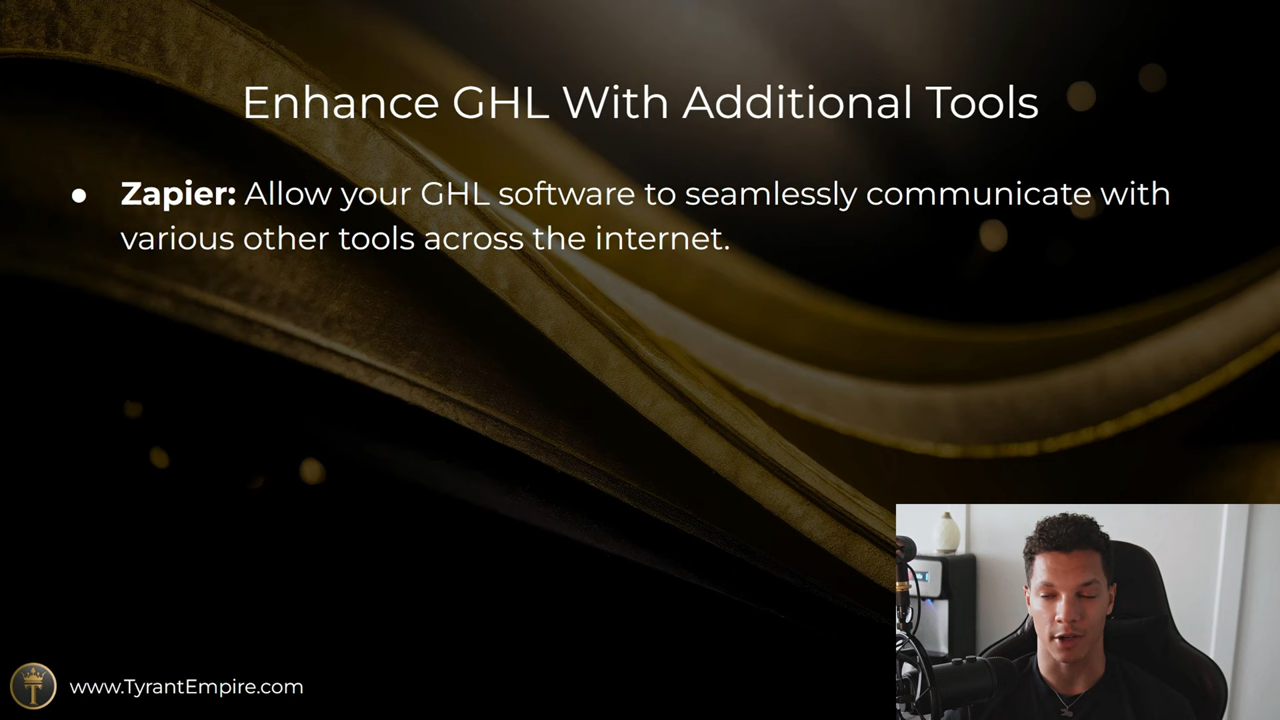 Enhance GHL With Additional Tools
● Zapier: Allow your GHL software to seamlessly communicate with
various other tools across the internet.
T
www.TyrantEmpire.com